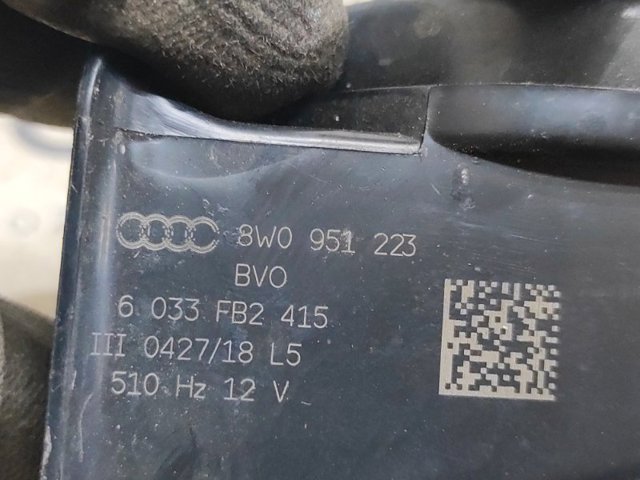 8W0 951 223
BVO
6 033 FB2 415
III 0427/18 L5
510 Hz 12 V